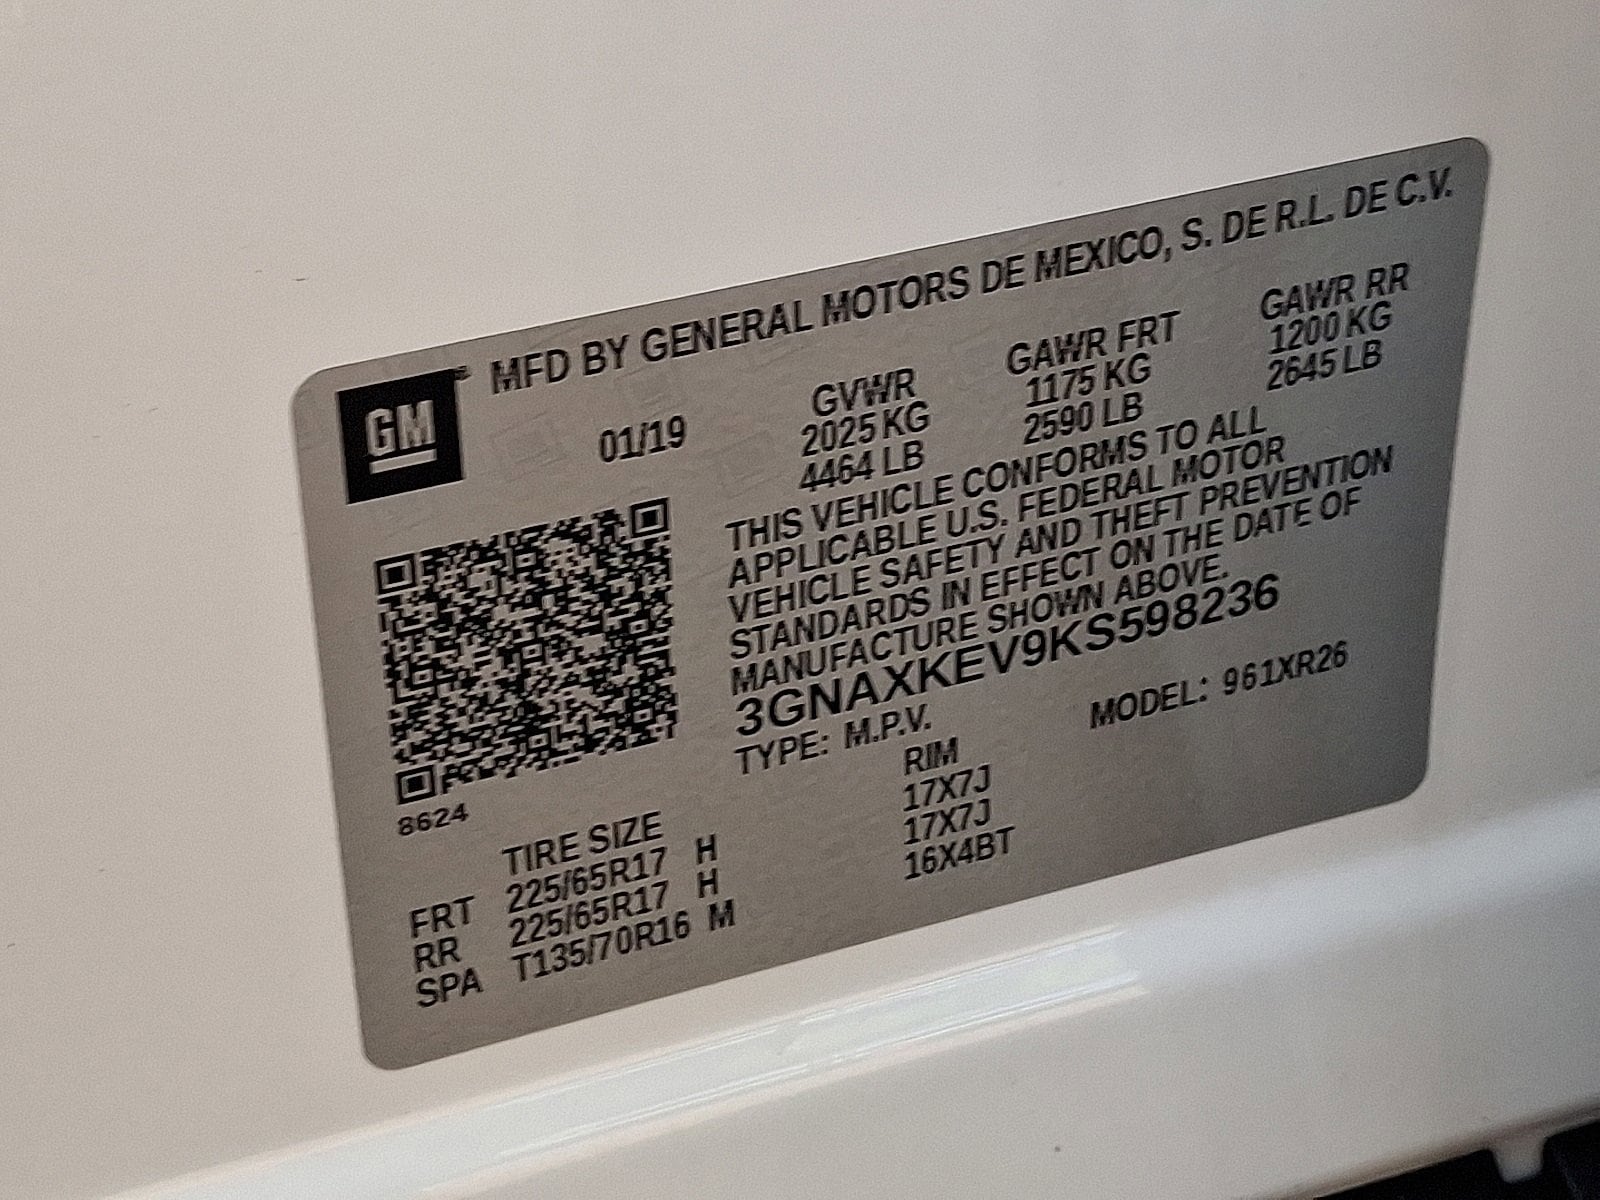 GM MFD BY GENERAL MOTORS DE MEXICO, S. DE R.L. DE C.V.
01/19
GVWR GAWR FRT GAWR RR
2025 KG 1175 KG 1200 KG
4464 LB 2590 LB 2645 LB
THIS VEHICLE CONFORMS TO ALL
APPLICABLE U.S. FEDERAL MOTOR
VEHICLE SAFETY AND THEFT PREVENTION
STANDARDS IN EFFECT ON THE DATE OF
MANUFACTURE SHOWN ABOVE.
3GNAXKEV9KS598236
TYPE: M.P.V. MODEL: 961XR26
8624
TIRE SIZE RIM
FRT 225/65R17 H 17X7J
RR 225/65R17 H 17X7J
SPA T135/70R16 M 16X4BT